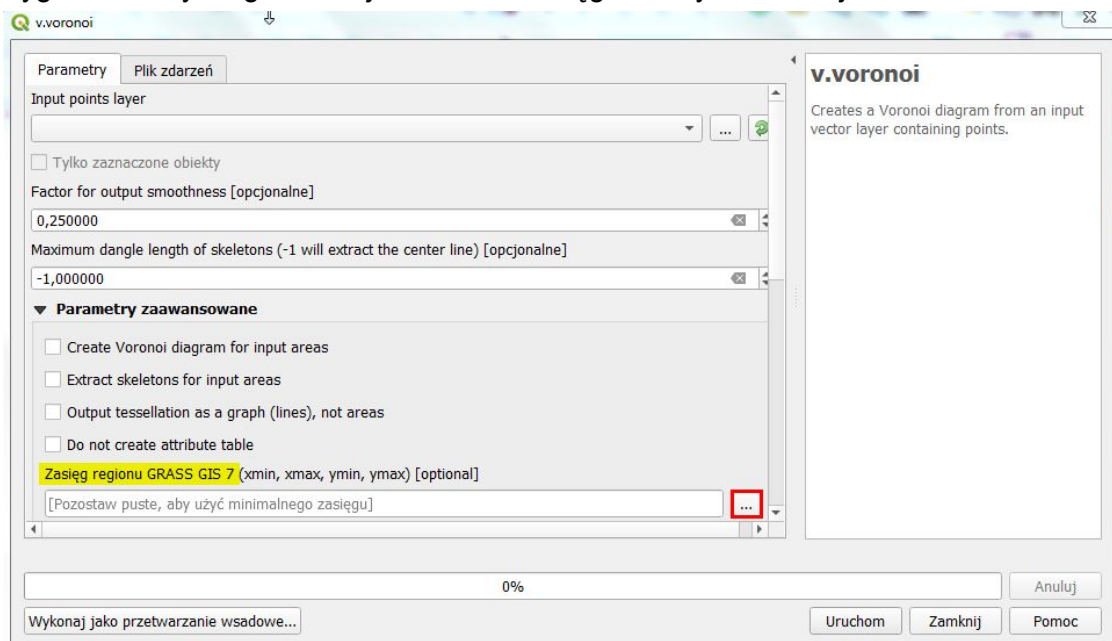 v.voronoi
Parametry Plik zdarzeń
Input points layer
...
Tylko zaznaczone obiekty
Factor for output smoothness [opcjonalne]
0,250000
Maximum dangle length of skeletons (-1 will extract the center line) [opcjonalne]
-1,000000
Parametry zaawansowane
Create Voronoi diagram for input areas
Extract skeletons for input areas
Output tessellation as a graph (lines), not areas
Do not create attribute table
Zasięg regionu GRASS GIS 7 (xmin, xmax, ymin, ymax) [optional]
[Pozostaw puste, aby użyć minimalnego zasięgu]
...
v.voronoi
Creates a Voronoi diagram from an input
vector layer containing points.
0%
Anuluj
Wykonaj jako przetwarzanie wsadowe...
Uruchom Zamknij Pomoc